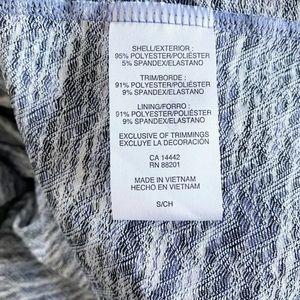 SHELL/EXTERIOR :
95% POLYESTER/POLIÉSTER
5% SPANDEX/ELASTANO
TRIM/BORDE :
91% POLYESTER/POLIÉSTER
9% SPANDEX/ELASTANO
LINING/FORRO :
91% POLYESTER/POLIÉSTER
9% SPANDEX/ELASTANO
EXCLUSIVE OF TRIMMINGS
EXCLUYE LA DECORACIÓN
CA 14442
RN 88201
MADE IN VIETNAM
HECHO EN VIETNAM
S/CH